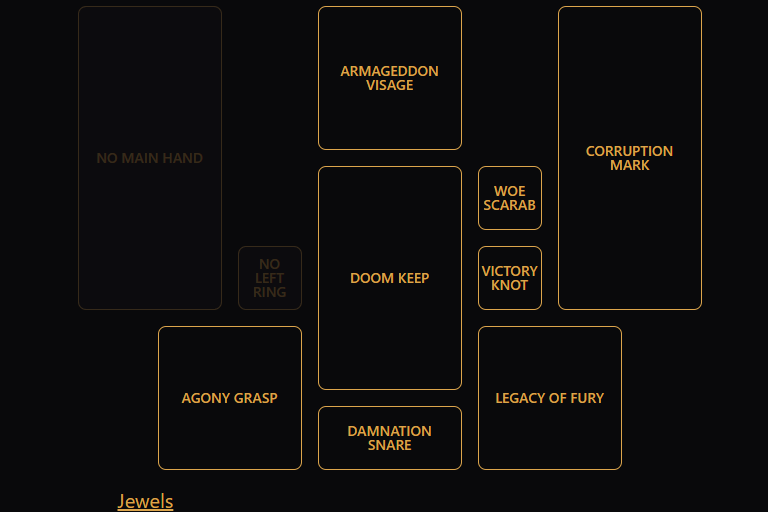 ARMAGEDDON
VISAGE
NO MAIN HAND
CORRUPTION
MARK
WOE
SCARAB
NO
LEFT
RING
DOOM KEEP
VICTORY
KNOT
AGONY GRASP
LEGACY OF FURY
DAMNATION
SNARE
Jewels